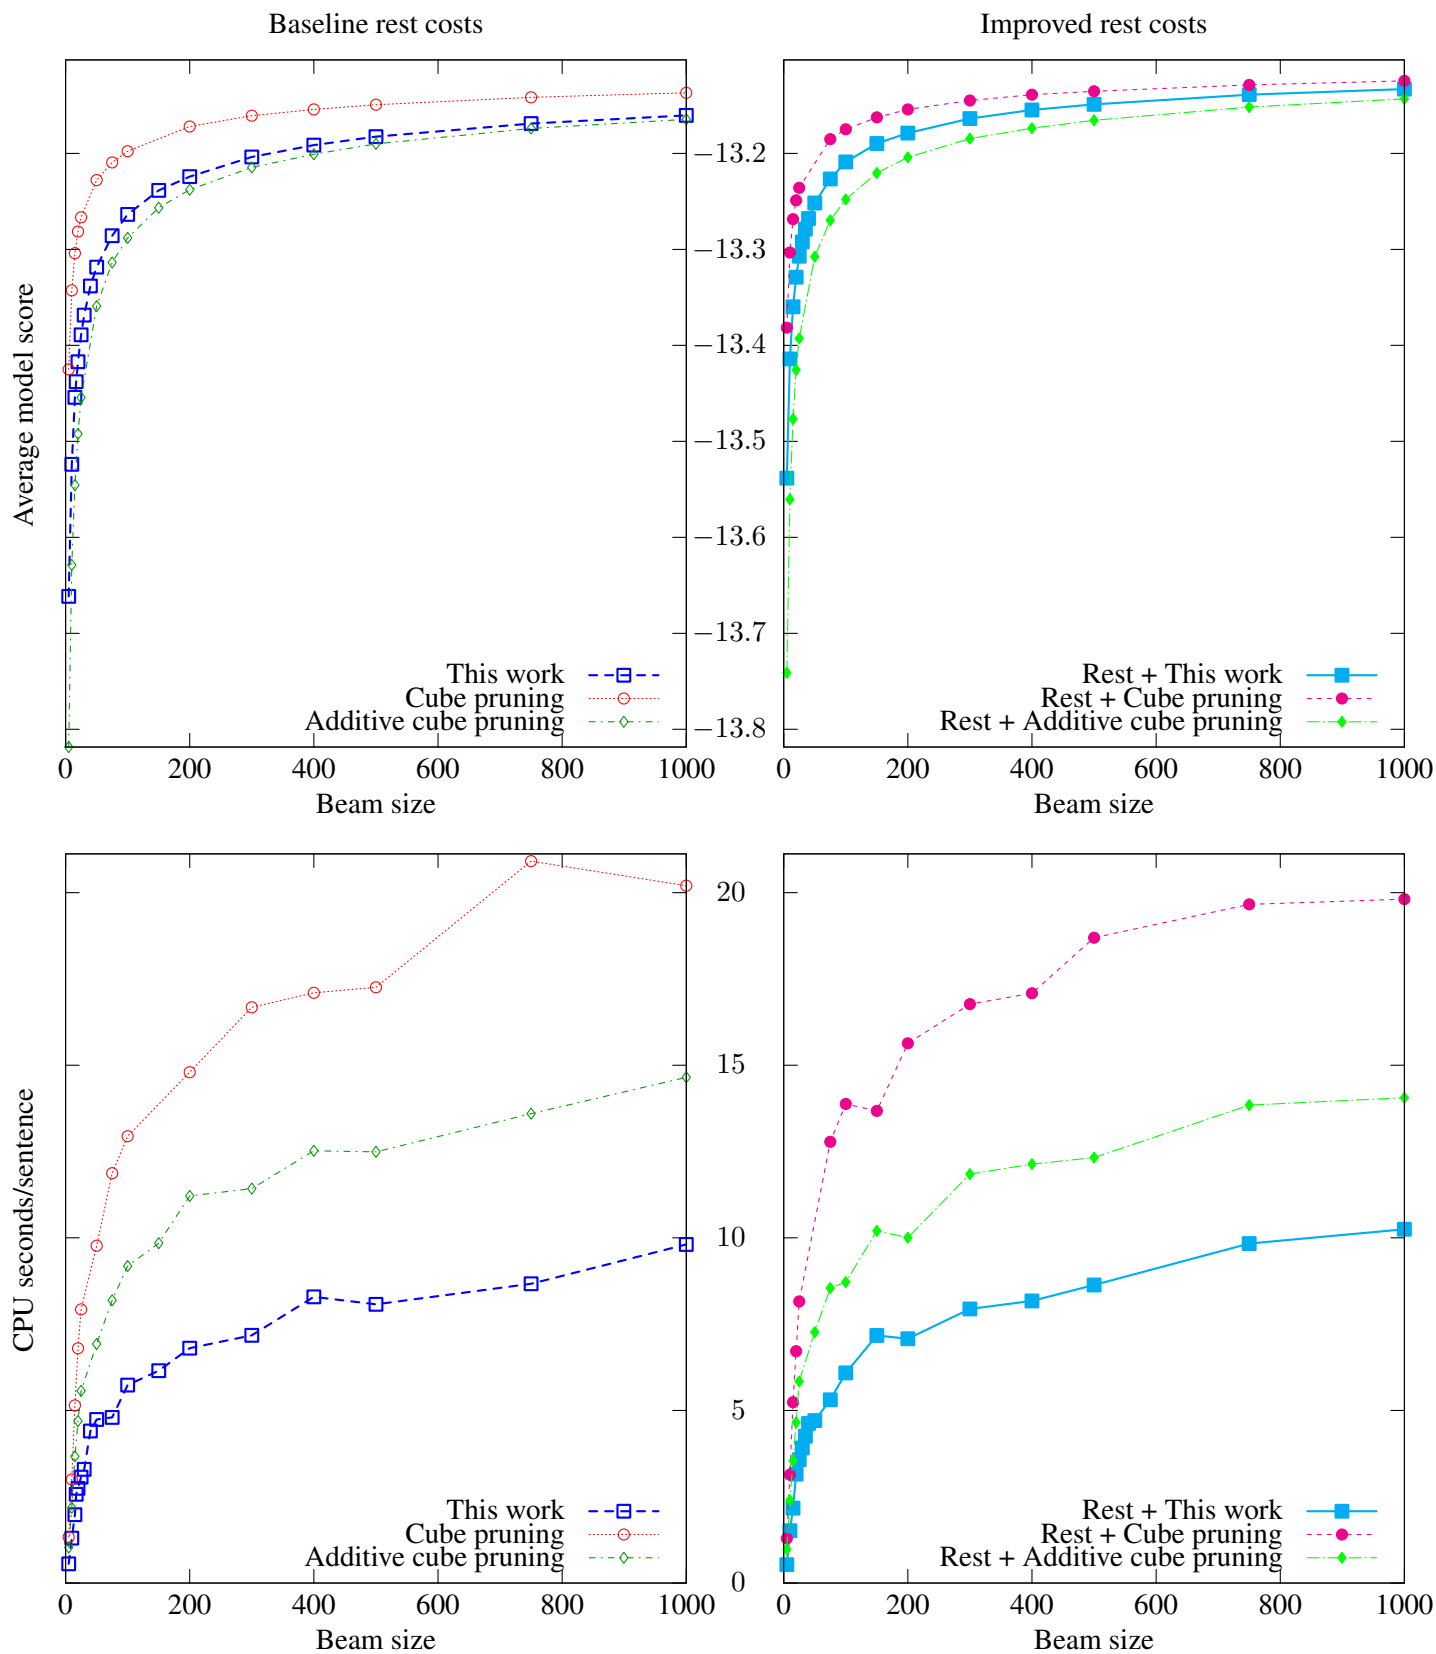 Baseline rest costs
Improved rest costs
Average model score
−13.2
−13.3
−13.4
−13.5
−13.6
−13.7
−13.8
This work
Cube pruning
Additive cube pruning
Rest + This work
Rest + Cube pruning
Rest + Additive cube pruning
0 200 400 600 800 1000
Beam size
0 200 400 600 800 1000
Beam size
CPU seconds/sentence
20
15
10
5
0
This work
Cube pruning
Additive cube pruning
Rest + This work
Rest + Cube pruning
Rest + Additive cube pruning
0 200 400 600 800 1000
Beam size
0 200 400 600 800 1000
Beam size